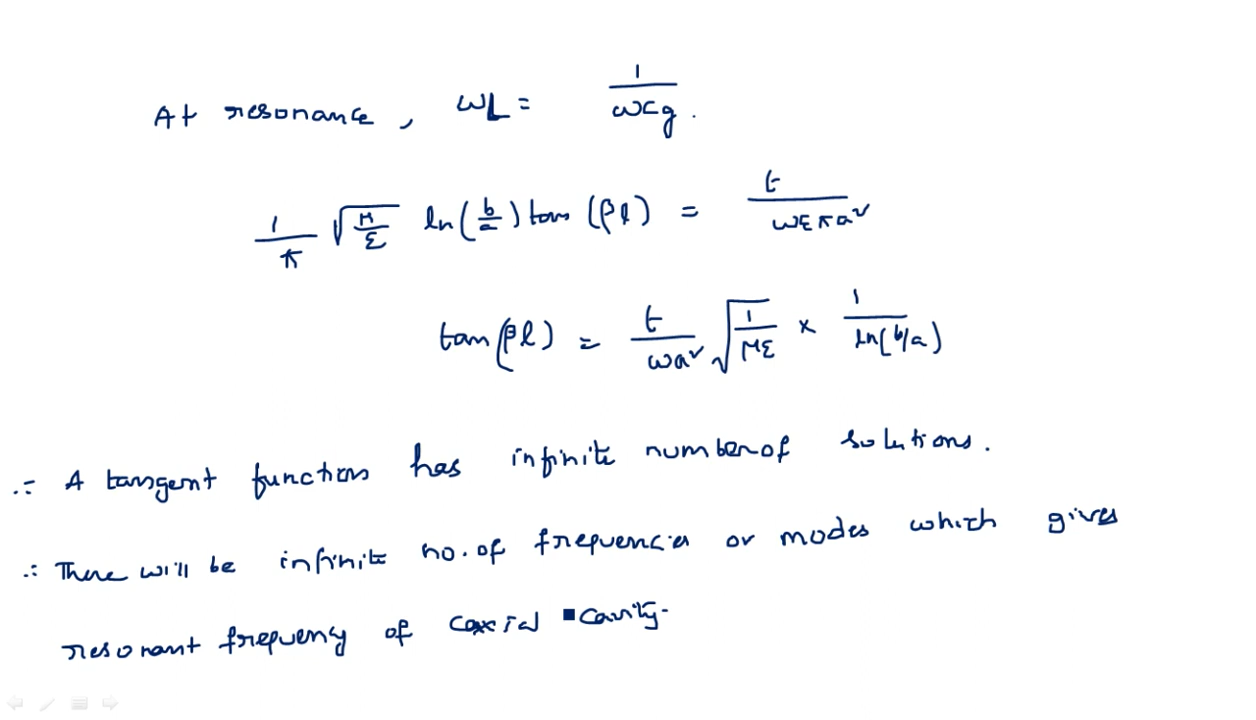 At resonance, ωL = 1/ωCg.
1/π √(μ/ε) ln(b/a) tan(βl) = t/ωεπa²
tan(βl) = t/ωa² √(1/με) × 1/ln(b/a)
∵ A tangent function has infinite number of solutions.
∴ There will be infinite no. of frequencies or modes which gives
resonant frequency of coaxial cavity.